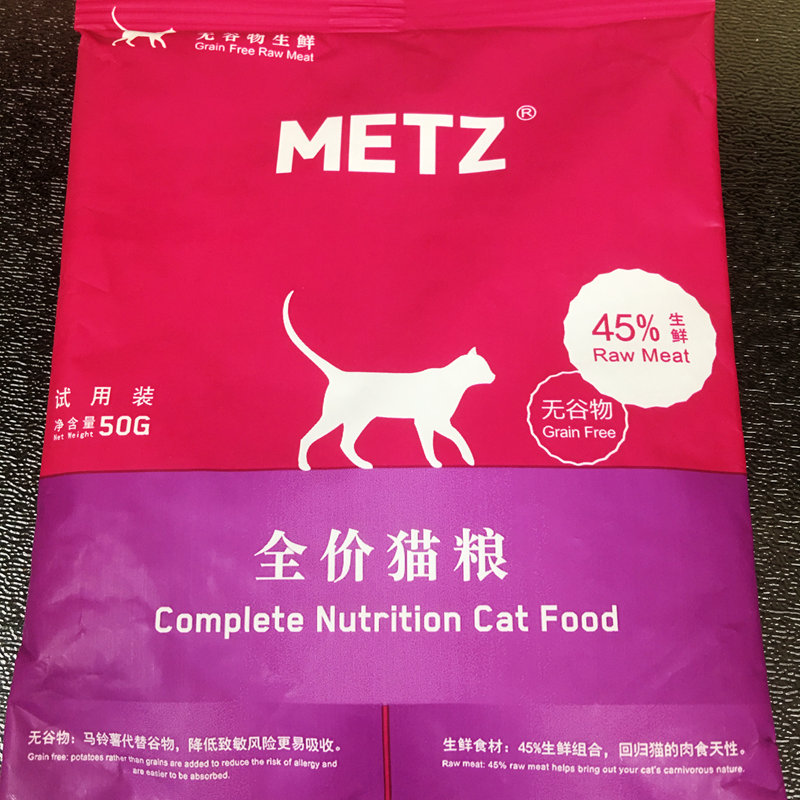 无谷物生鲜
Grain Free Raw Meat
METZ®
45% 生鲜
Raw Meat
无谷物
Grain Free
试用装
净含量 50G
Net Weight
全价猫粮
Complete Nutrition Cat Food
无谷物：马铃薯代替谷物，降低致敏风险更易吸收。
Grain free: potatoes rather than grains are added to reduce the risk of allergy and
are easier to be absorbed.
生鲜食材：45%生鲜组合，回归猫的肉食天性。
Raw meat: 45% raw meat helps bring out your cat's carnivorous nature.